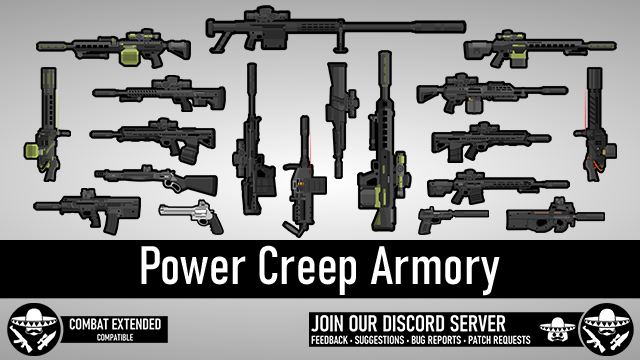 Power Creep Armory
COMBAT EXTENDED
COMPATIBLE
JOIN OUR DISCORD SERVER
FEEDBACK • SUGGESTIONS • BUG REPORTS • PATCH REQUESTS